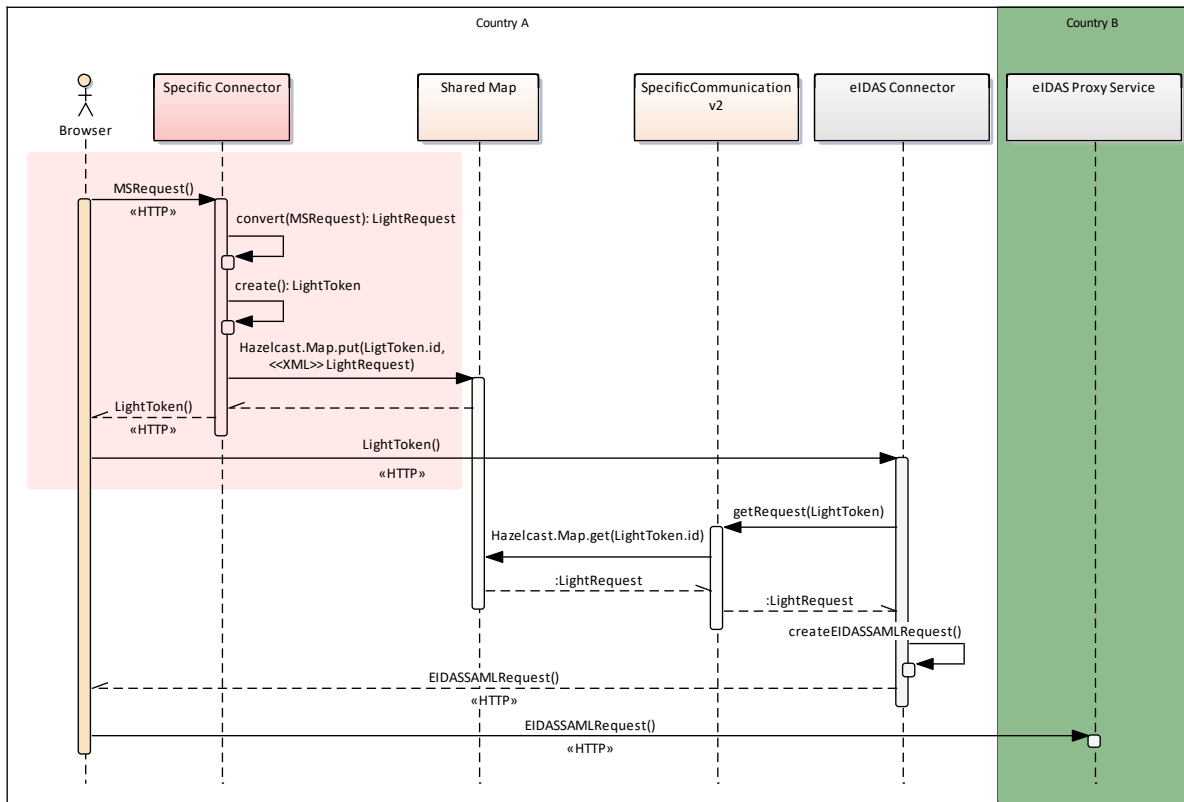 Country A
Country B
Specific Connector
Shared Map
SpecificCommunication
v2
eIDAS Connector
eIDAS Proxy Service
Browser
MSRequest()
«HTTP»
convert(MSRequest): LightRequest
create(): LightToken
Hazelcast.Map.put(LigtToken.id,
<<XML>> LightRequest)
LightToken()
«HTTP»
LightToken()
«HTTP»
getRequest(LightToken)
Hazelcast.Map.get(LightToken.id)
:LightRequest
:LightRequest
createEIDASSAMLRequest()
EIDASSAMLRequest()
«HTTP»
EIDASSAMLRequest()
«HTTP»